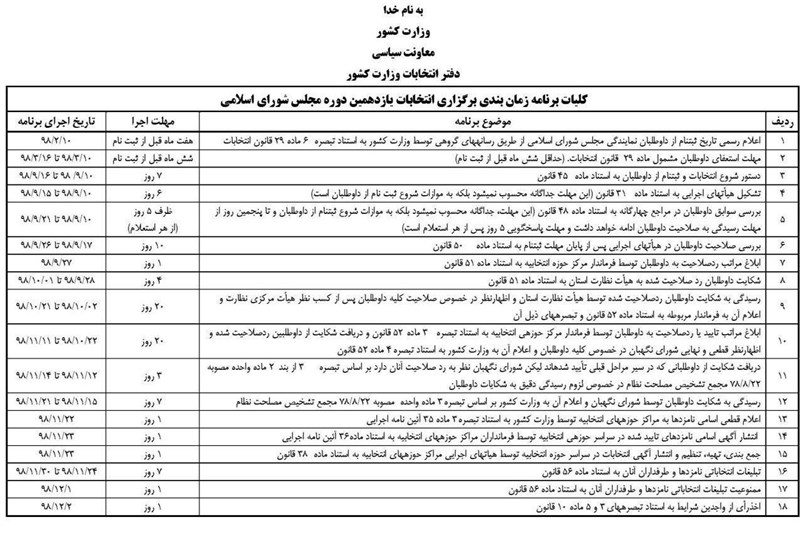 به نام خدا
وزارت کشور
معاونت سیاسی
دفتر انتخابات وزارت کشور
کلیات برنامه زمان بندی برگزاری انتخابات یازدهمین دوره مجلس شورای اسلامی
ردیف موضوع برنامه مهلت اجرا تاریخ اجرای برنامه
۱ اعلام رسمی تاریخ ثبتنام از داوطلبان نمایندگی مجلس شورای اسلامی از طریق رسانههای گروهی توسط وزارت کشور به استناد تبصره ۶ ماده ۲۹ قانون انتخابات هفت ماه قبل از ثبت نام ۹۸/۲/۱۰
۲ مهلت استعفای داوطلبان مشمول ماده ۲۹ قانون انتخابات. (حداقل شش ماه قبل از ثبت نام) شش ماه قبل از ثبت نام ۹۸/۳/۱۰ تا ۹۸/۳/۱۶
۳ دستور شروع انتخابات و ثبتنام از داوطلبان به استناد ماده ۴۵ قانون ۷ روز ۹۸/۹/۱۰ تا ۹۸/۹/۱۶
۴ تشکیل هیأتهای اجرایی به استناد ماده ۳۱ قانون (این مهلت جداگانه محسوب نمیشود بلکه به موازات شروع ثبت نام از داوطلبان است) ۶ روز ۹۸/۹/۱۰ تا ۹۸/۹/۱۵
۵ بررسی سوابق داوطلبان در مراجع چهارگانه به استناد ماده ۴۸ قانون (این مهلت، جداگانه محسوب نمیشود بلکه به موازات شروع ثبتنام از داوطلبان و تا پنجمین روز از
مهلت رسیدگی به صلاحیت داوطلبان ادامه خواهد داشت و مهلت پاسخگویی ۵ روز پس از هر استعلام است) ظرف ۵ روز
(از هر استعلام) ۹۸/۹/۱۰ تا ۹۸/۹/۲۱
۶ بررسی صلاحیت داوطلبان در هیأتهای اجرایی پس از پایان مهلت ثبتنام به استناد ماده ۵۰ قانون ۱۰ روز ۹۸/۹/۱۷ تا ۹۸/۹/۲۶
۷ ابلاغ مراتب ردصلاحیت به داوطلبان توسط فرماندار مرکز حوزه انتخابیه به استناد ماده ۵۱ قانون ۱ روز ۹۸/۹/۲۷
۸ شکایت داوطلبان رد صلاحیت شده به هیأت نظارت استان به استناد ماده ۵۱ قانون ۴ روز ۹۸/۹/۲۸ تا ۹۸/۱۰/۰۱
۹ رسیدگی به شکایت داوطلبان ردصلاحیت شده توسط هیأت نظارت استان و اظهارنظر در خصوص صلاحیت کلیه داوطلبان پس از کسب نظر هیأت مرکزی نظارت و
اعلام آن به فرماندار مربوطه به استناد ماده ۵۲ قانون و تبصرههای ذیل آن ۲۰ روز ۹۸/۱۰/۰۲ تا ۹۸/۱۰/۲۱
۱۰ ابلاغ مراتب تایید یا ردصلاحیت به داوطلبان توسط فرماندار مرکز حوزهی انتخابیه به استناد تبصره ۳ ماده ۵۲ قانون و دریافت شکایت از داوطلبین ردصلاحیت شده و
اظهارنظر قطعی و نهایی شورای نگهبان در خصوص کلیه داوطلبان و اعلام آن به وزارت کشور به استناد تبصره ۴ ماده ۵۲ قانون ۲۰ روز ۹۸/۱۰/۲۲ تا ۹۸/۱۱/۱۱
۱۱ دریافت شکایت از داوطلبانی که در سیر مراحل قبلی تأیید شدهاند لیکن شورای نگهبان نظر به رد صلاحیت آنان دارد بر اساس تبصره ۳ از بند ۲ ماده واحده مصوبه
۷۸/۸/۲۲ مجمع تشخیص مصلحت نظام در خصوص لزوم رسیدگی دقیق به شکایات داوطلبان ۳ روز ۹۸/۱۱/۱۲ تا ۹۸/۱۱/۱۴
۱۲ رسیدگی به شکایت داوطلبان توسط شورای نگهبان و اعلام آن به وزارت کشور بر اساس تبصره ۳ ماده واحده مصوبه ۷۸/۸/۲۲ مجمع تشخیص مصلحت نظام ۷ روز ۹۸/۱۱/۱۵ تا ۹۸/۱۱/۲۱
۱۳ اعلام قطعی اسامی نامزدها به مراکز حوزههای انتخابیه توسط وزارت کشور به استناد تبصره ۳ ماده ۳۵ آئین نامه اجرایی ۱ روز ۹۸/۱۱/۲۲
۱۴ انتشار آگهی اسامی نامزدهای تایید شده در سراسر حوزهی انتخابیه توسط فرمانداران مراکز حوزههای انتخابیه به استناد ماده۳۶ آئین نامه اجرایی ۱ روز ۹۸/۱۱/۲۳
۱۵ جمع بندی، تهیه، تنظیم و انتشار آگهی انتخابات در سراسر حوزه انتخابیه توسط هیاتهای اجرایی مراکز حوزههای انتخابیه به استناد ماده ۳۸ قانون ۱ روز ۹۸/۱۱/۲۳
۱۶ تبلیغات انتخاباتی نامزدها و طرفداران آنان به استناد ماده ۵۶ قانون ۷ روز ۹۸/۱۱/۲۴ تا ۹۸/۱۱/۳۰
۱۷ ممنوعیت تبلیغات انتخاباتی نامزدها و طرفداران آنان به استناد ماده ۵۶ قانون ۱ روز ۹۸/۱۲/۱
۱۸ اخذرأی از واجدین شرایط به استناد تبصرههای ۳ و ۵ ماده ۱۰ قانون ۱ روز ۹۸/۱۲/۲